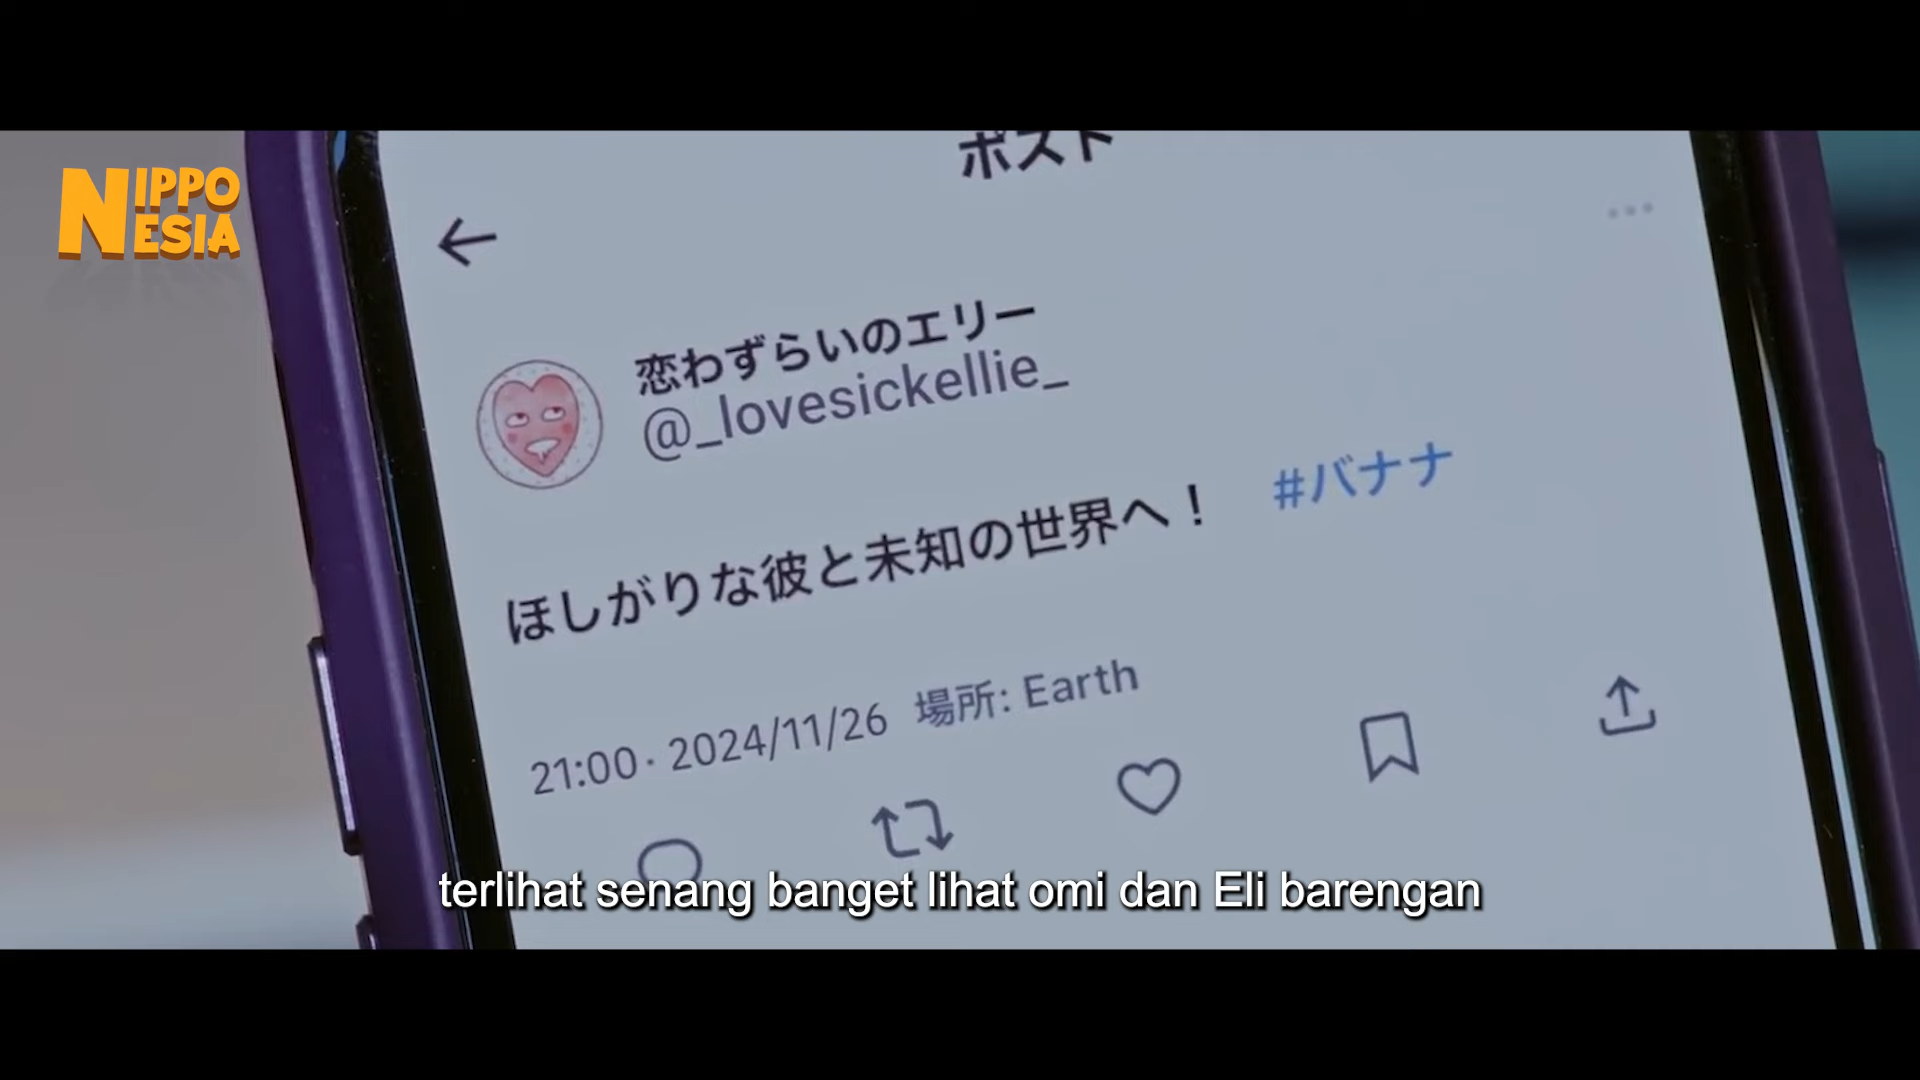 NIPPO
NESIA
ポスト
恋わずらいのエリー
@_lovesickellie_
ほしがりな彼と未知の世界へ! #バナナ
21:00・2024/11/26 場所: Earth
terlihat senang banget lihat omi dan Eli barengan